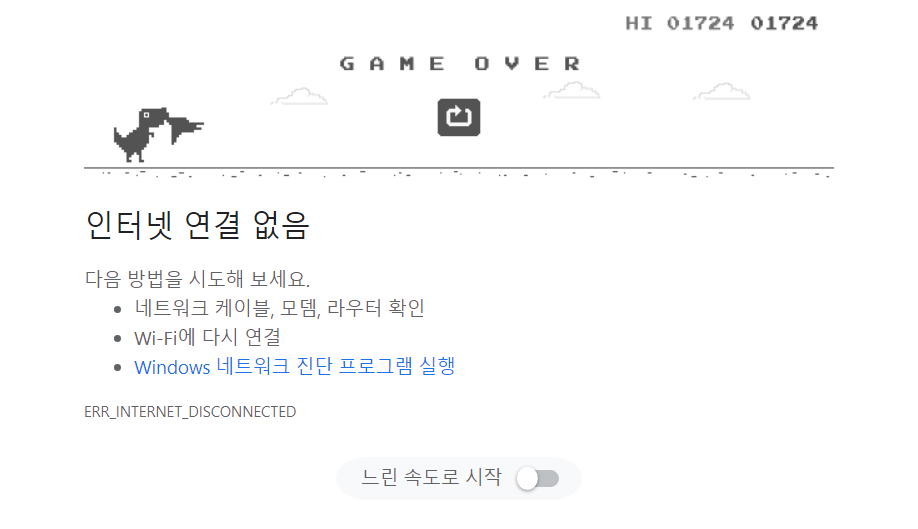 HI 01724 01724
GAME OVER
인터넷 연결 없음
다음 방법을 시도해 보세요.
네트워크 케이블, 모뎀, 라우터 확인
Wi-Fi에 다시 연결
Windows 네트워크 진단 프로그램 실행
ERR_INTERNET_DISCONNECTED
느린 속도로 시작